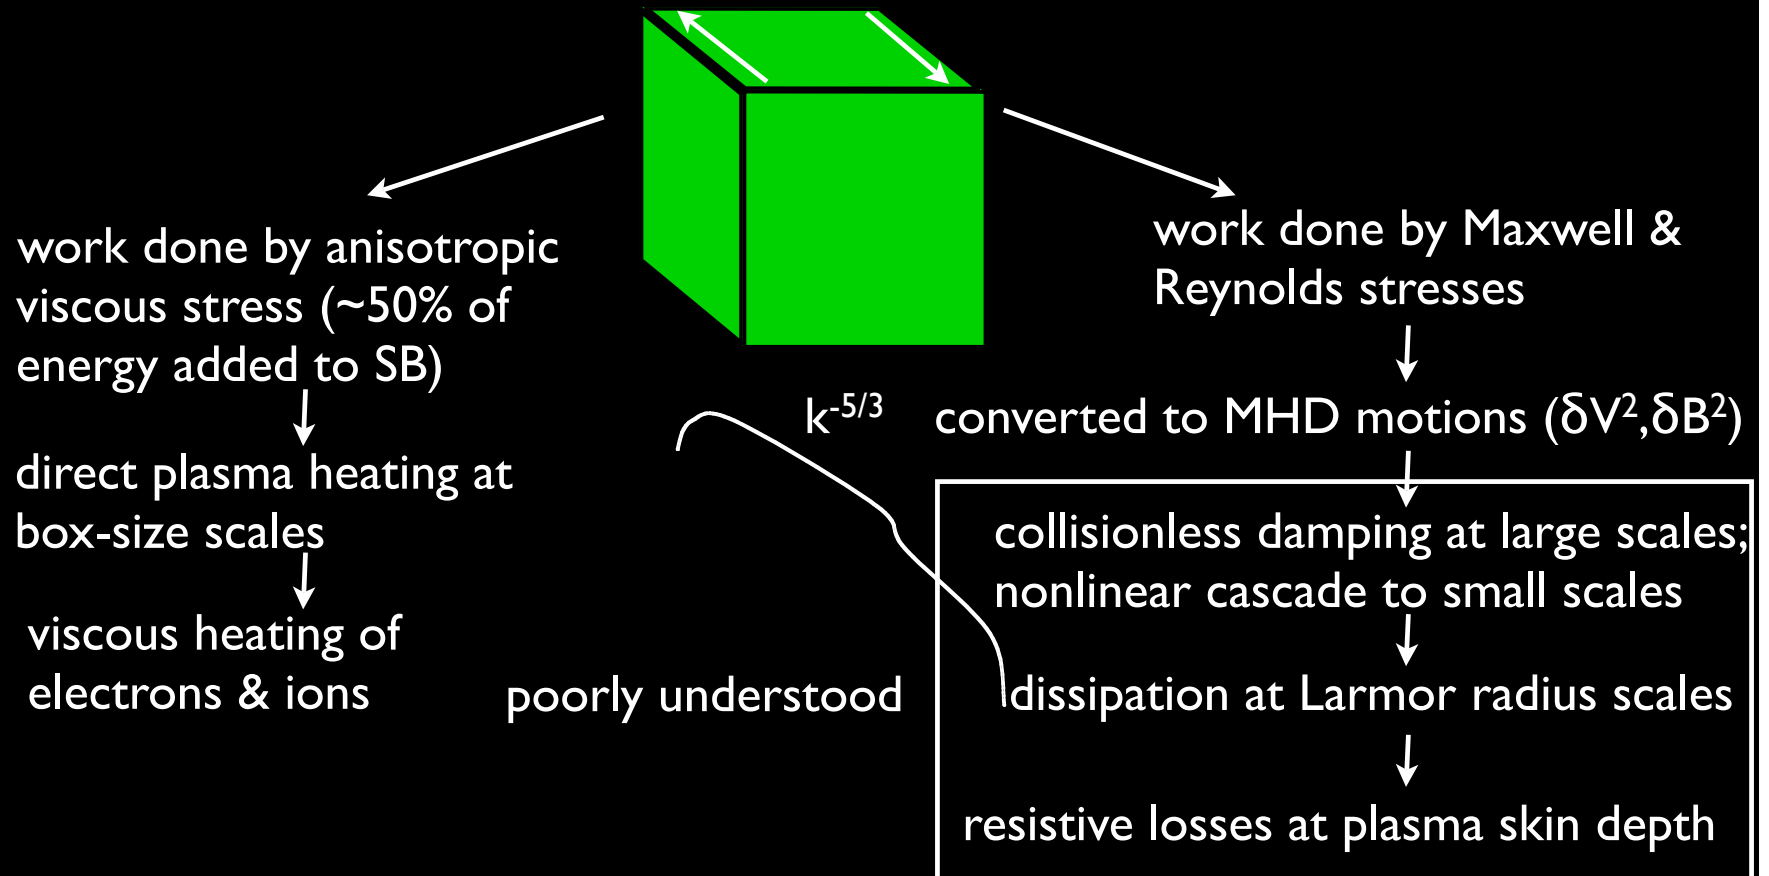 work done by anisotropic
viscous stress (~50% of
energy added to SB)
direct plasma heating at
box-size scales
viscous heating of
electrons & ions
work done by Maxwell &
Reynolds stresses
k⁻⁵/³
converted to MHD motions (δV²,δB²)
collisionless damping at large scales;
nonlinear cascade to small scales
poorly understood
dissipation at Larmor radius scales
resistive losses at plasma skin depth